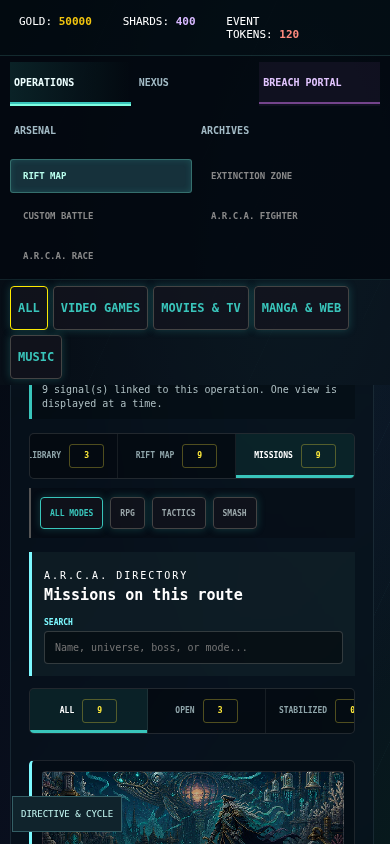 GOLD: 50000 SHARDS: 400 EVENT
TOKENS: 120
OPERATIONS NEXUS BREACH PORTAL
ARSENAL ARCHIVES
RIFT MAP EXTINCTION ZONE
CUSTOM BATTLE A.R.C.A. FIGHTER
A.R.C.A. RACE
ALL VIDEO GAMES MOVIES & TV MANGA & WEB
MUSIC
9 signal(s) linked to this operation. One view is
displayed at a time.
IBRARY 3 RIFT MAP 9 MISSIONS 9
ALL MODES RPG TACTICS SMASH
A.R.C.A. DIRECTORY
Missions on this route
SEARCH
Name, universe, boss, or mode...
ALL 9 OPEN 3 STABILIZED 0
DIRECTIVE & CYCLE